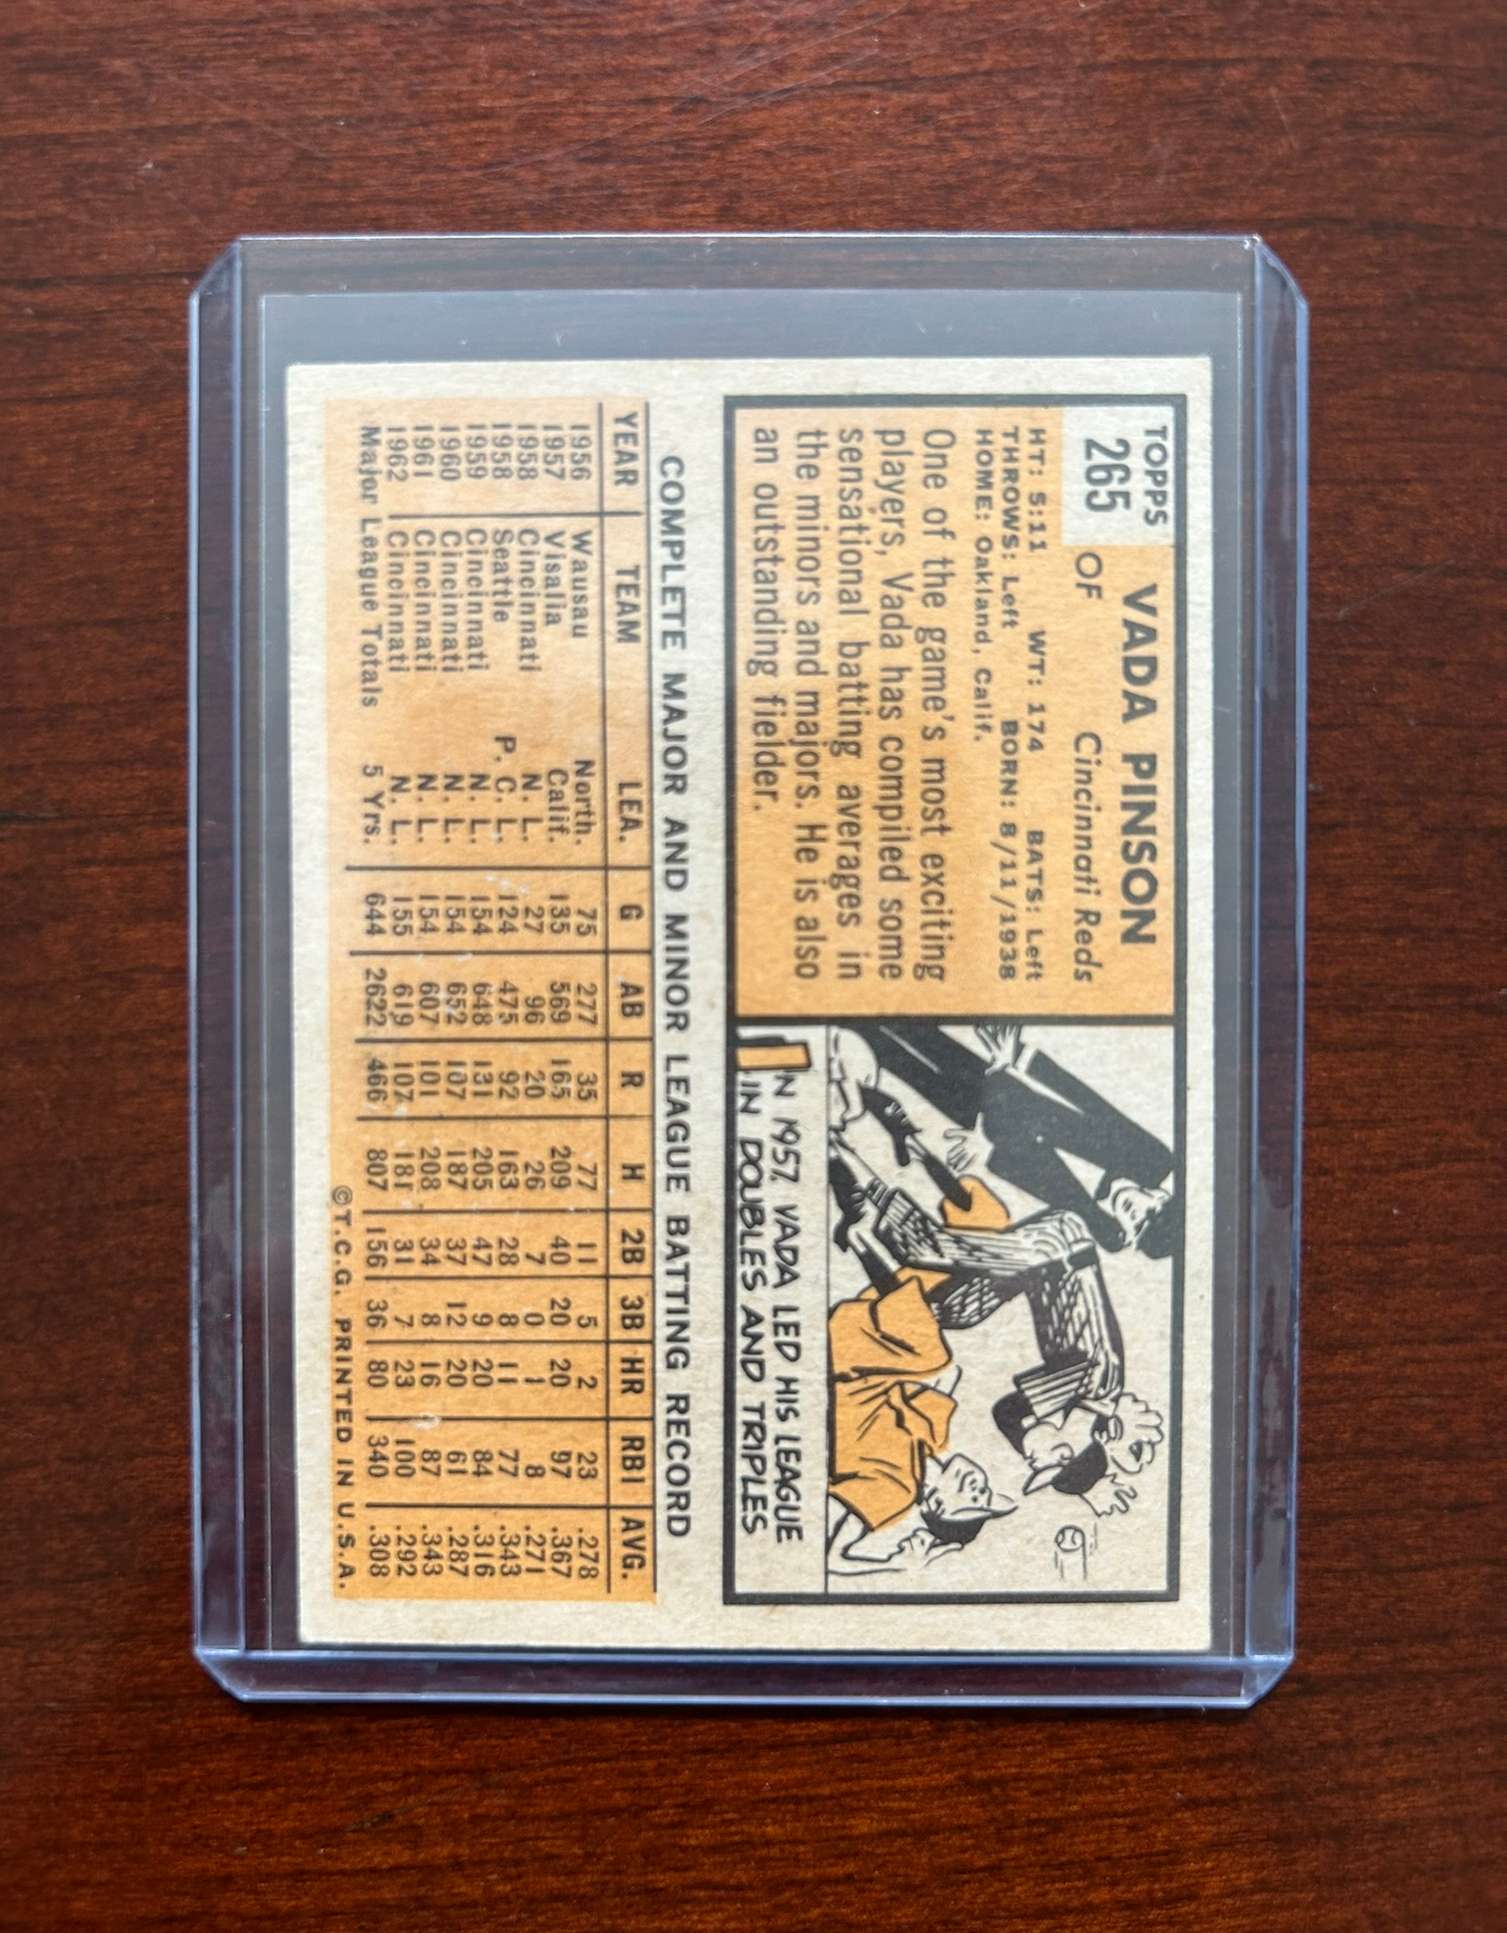 TOPPS
265
VADA PINSON
OF Cincinnati Reds
HT: 5:11 WT: 174 BATS: Left
THROWS: Left BORN: 8/11/1938
HOME: Oakland, Calif.
One of the game's most exciting
players, Vada has compiled some
sensational batting averages in
the minors and majors. He is also
an outstanding fielder.
IN 1957, VADA LED HIS LEAGUE
IN DOUBLES AND TRIPLES
COMPLETE MAJOR AND MINOR LEAGUE BATTING RECORD
YEAR TEAM LEA. G AB R H 2B 3B HR RBI AVG.
1956 Wausau North. 75 277 35 77 11 5 2 23 .278
1957 Visalia Calif. 135 569 165 209 40 20 20 97 .367
1958 Cincinnati N. L. 27 96 20 26 7 0 1 8 .271
1958 Seattle P. C. L. 124 475 92 163 28 8 11 77 .343
1959 Cincinnati N. L. 154 648 131 205 47 9 20 84 .316
1960 Cincinnati N. L. 154 652 107 187 37 12 20 61 .287
1961 Cincinnati N. L. 154 607 101 208 34 8 16 87 .343
1962 Cincinnati N. L. 155 619 107 181 31 7 23 100 .292
Major League Totals 5 Yrs. 644 2622 466 807 156 36 80 340 .308
©T.C.G. PRINTED IN U.S.A.